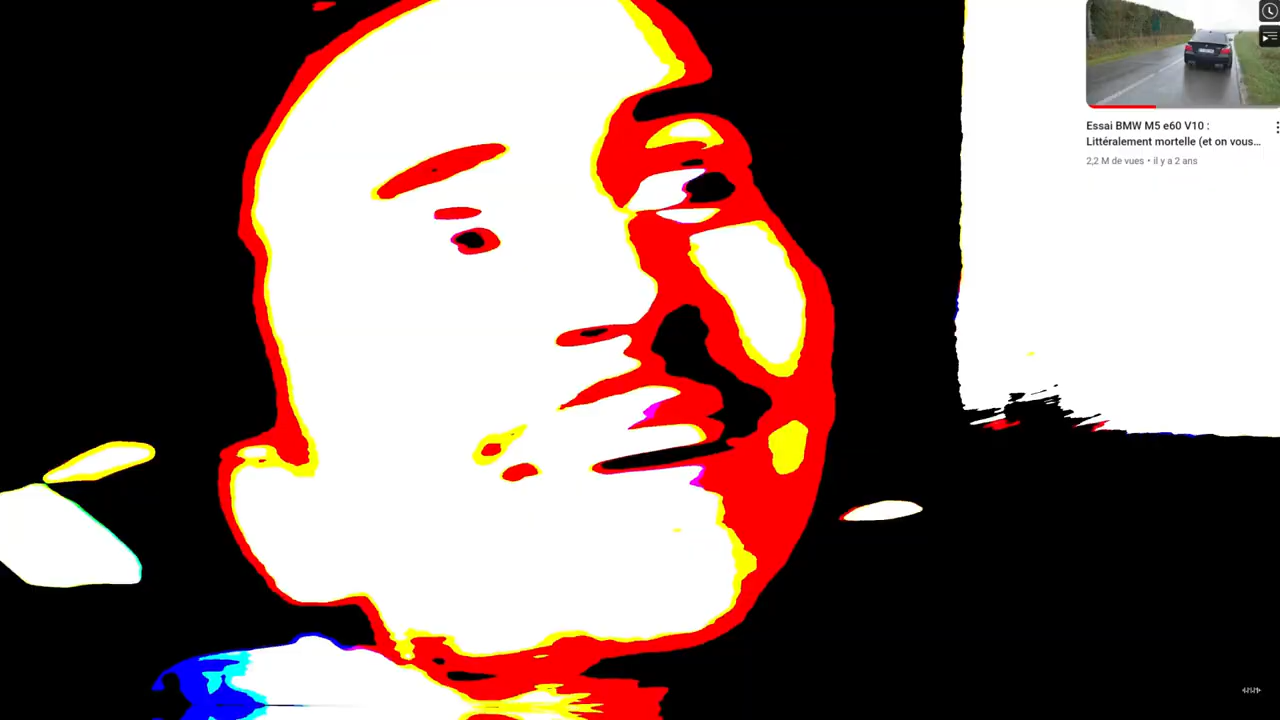 Essai BMW M5 e60 V10 :
Littéralement mortelle (et on vous…
2,2 M de vues • il y a 2 ans